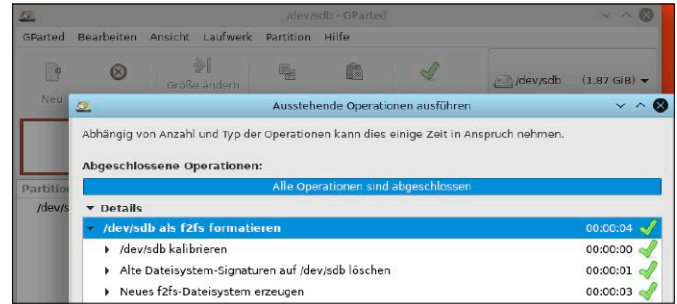 /dev/sdb - GParted
GParted Bearbeiten Ansicht Laufwerk Partition Hilfe
Neu
Größe ändern
/dev/sdb (1.87 GiB)
Ausstehende Operationen ausführen
Abhängig von Anzahl und Typ der Operationen kann dies einige Zeit in Anspruch nehmen.
Abgeschlossene Operationen:
Alle Operationen sind abgeschlossen
Partition
/dev/s
Details
/dev/sdb als f2fs formatieren 00:00:04
/dev/sdb kalibrieren 00:00:00
Alte Dateisystem-Signaturen auf /dev/sdb löschen 00:00:01
Neues f2fs-Dateisystem erzeugen 00:00:03